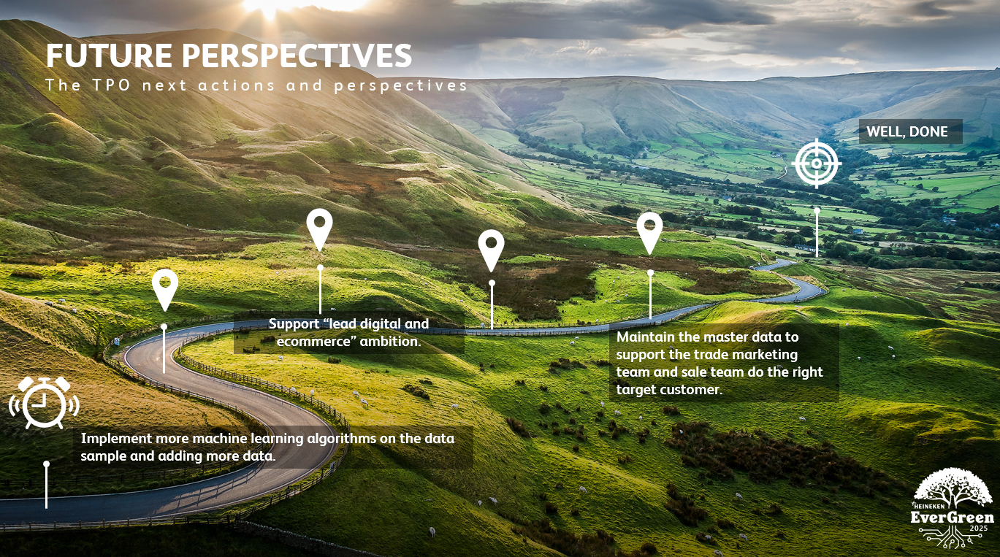 FUTURE PERSPECTIVES
The TPO next actions and perspectives
WELL, DONE
Support “lead digital and
ecommerce” ambition.
Maintain the master data to
support the trade marketing
team and sale team do the right
target customer.
Implement more machine learning algorithms on the data
sample and adding more data.
HEINEKEN
EverGreen
2025